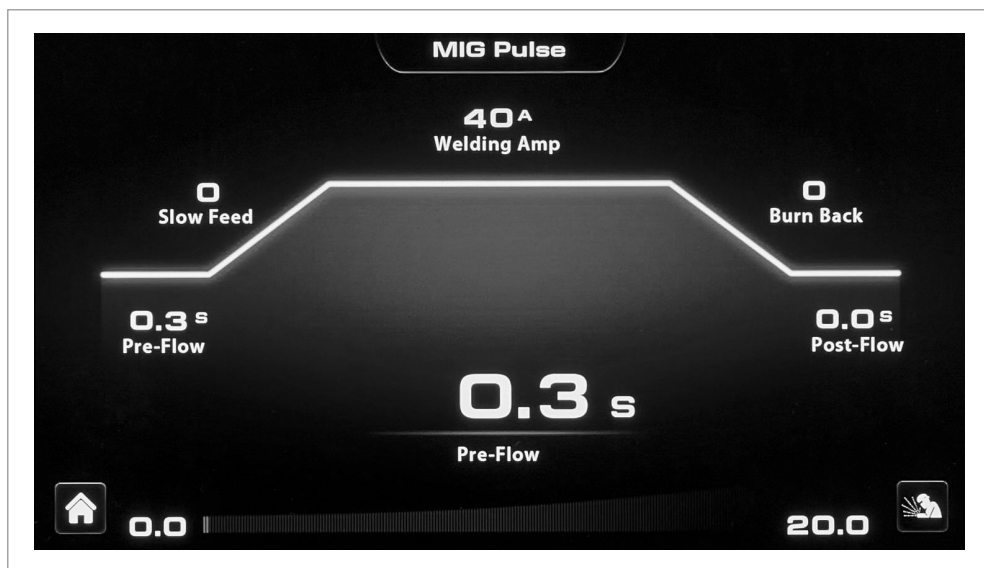 MIG Pulse
40 A
Welding Amp
0
Slow Feed
0
Burn Back
0.3 S
Pre-Flow
0.0 S
Post-Flow
0.3 S
Pre-Flow
0.0
20.0